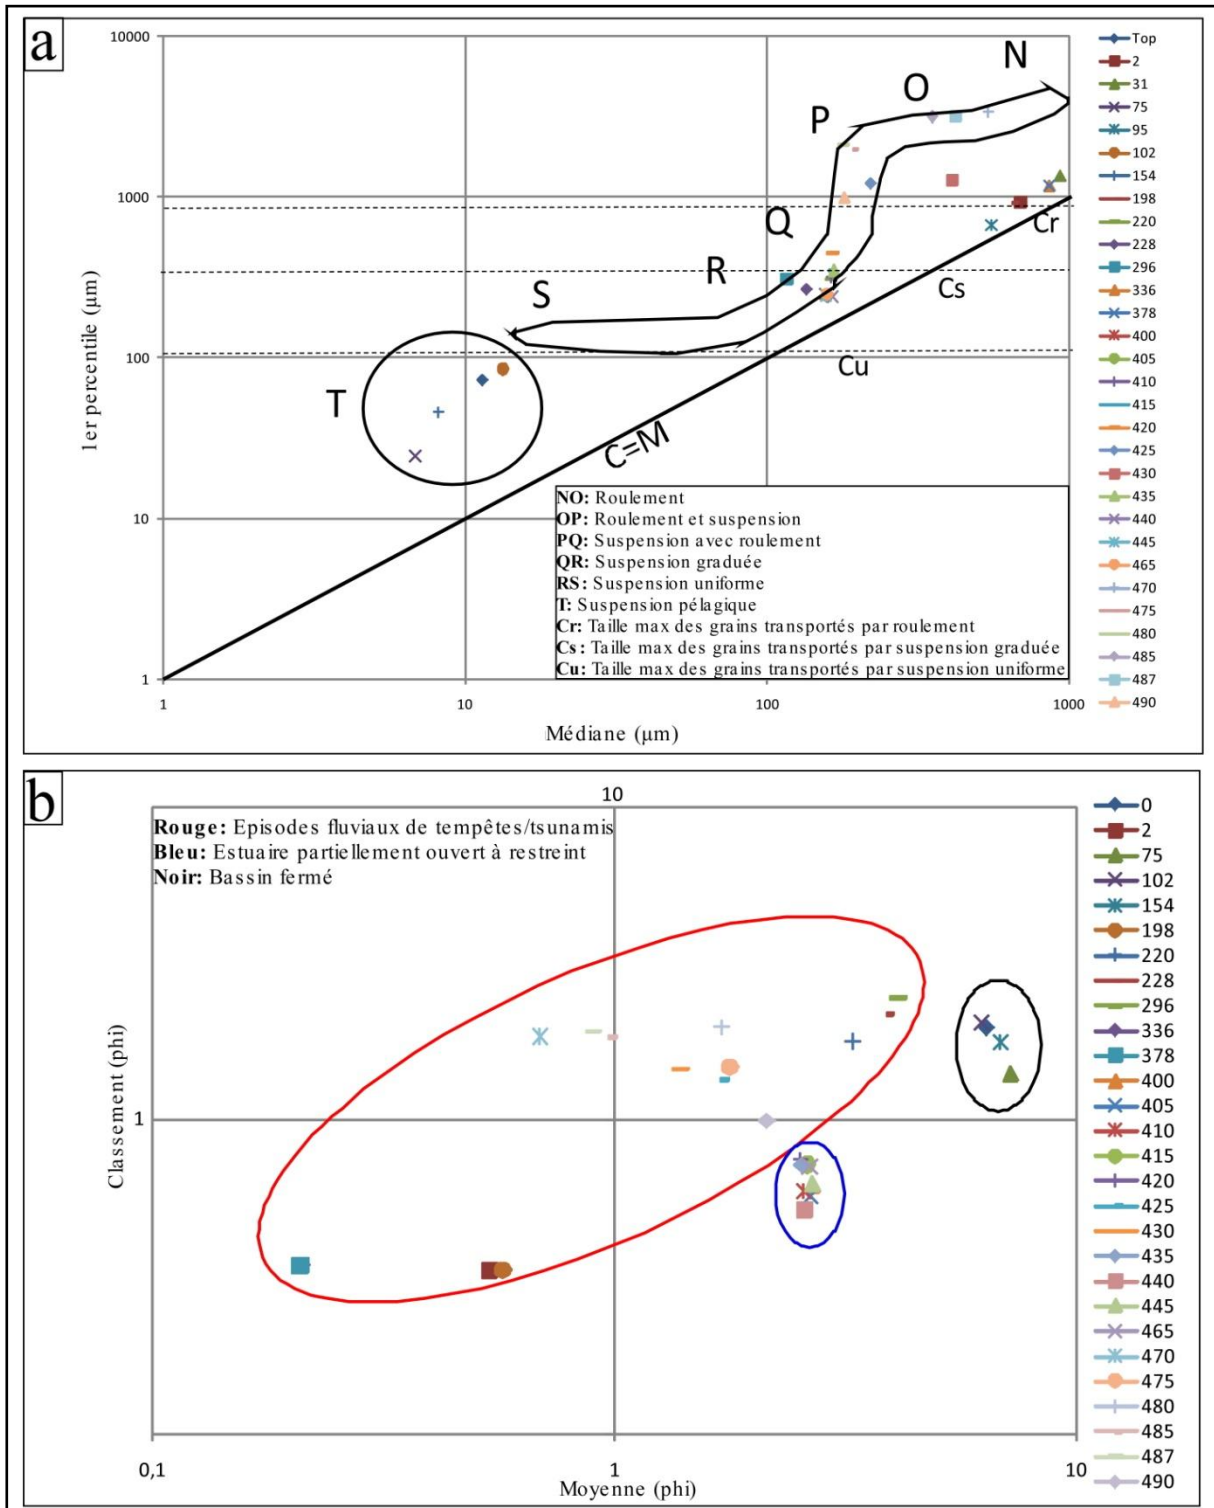 a
10000
1000
100
10
1
1er percentile (µm)
N
O
P
Q
R
S
T
Cr
Cs
Cu
C=M
NO: Roulement
OP: Roulement et suspension
PQ: Suspension avec roulement
QR: Suspension graduée
RS: Suspension uniforme
T: Suspension pélagique
Cr: Taille max des grains transportés par roulement
Cs : Taille max des grains transportés par suspension graduée
Cu: Taille max des grains transportés par suspension uniforme
1
10
100
1000
Médiane (µm)
Top
2
31
75
95
102
154
198
220
228
296
336
378
400
405
410
415
420
425
430
435
440
445
465
470
475
480
485
487
490
b
10
Rouge: Episodes fluviaux de tempêtes/tsunamis
Bleu: Estuaire partiellement ouvert à restreint
Noir: Bassin fermé
Classement (phi)
1
0,1
1
10
Moyenne (phi)
0
2
75
102
154
198
220
228
296
336
378
400
405
410
415
420
425
430
435
440
445
465
470
475
480
485
487
490